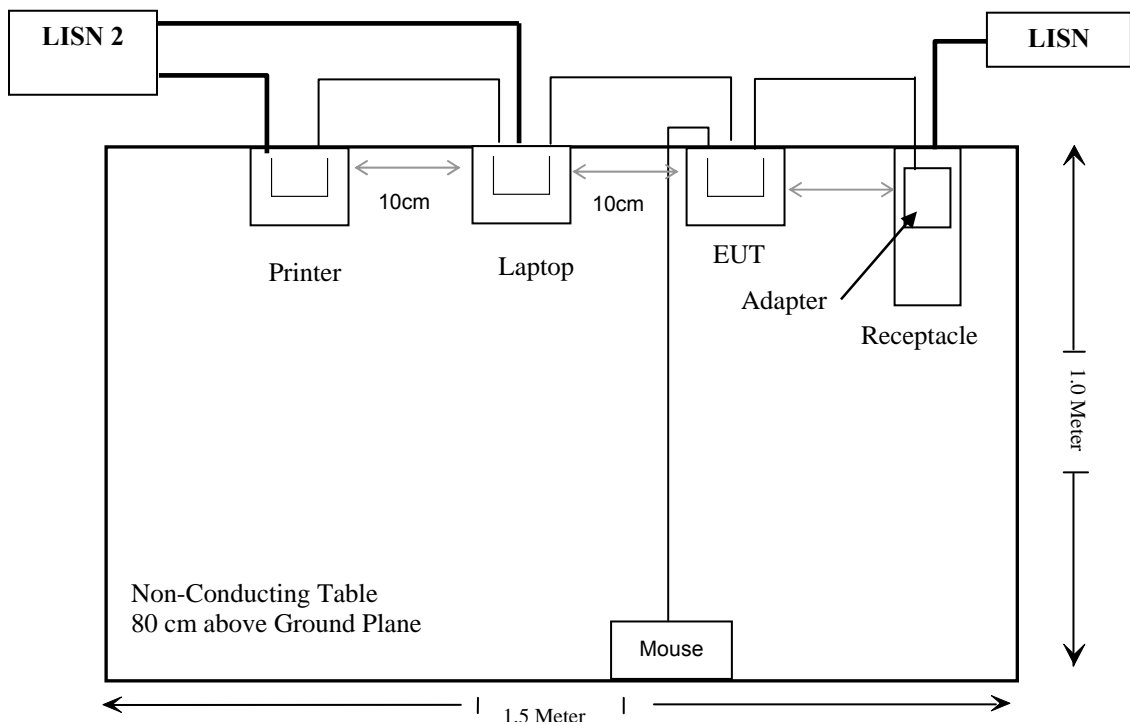 LISN 2
LISN
10cm
10cm
Printer
Laptop
EUT
Adapter
Receptacle
1.0 Meter
Non-Conducting Table
80 cm above Ground Plane
Mouse
1.5 Meter